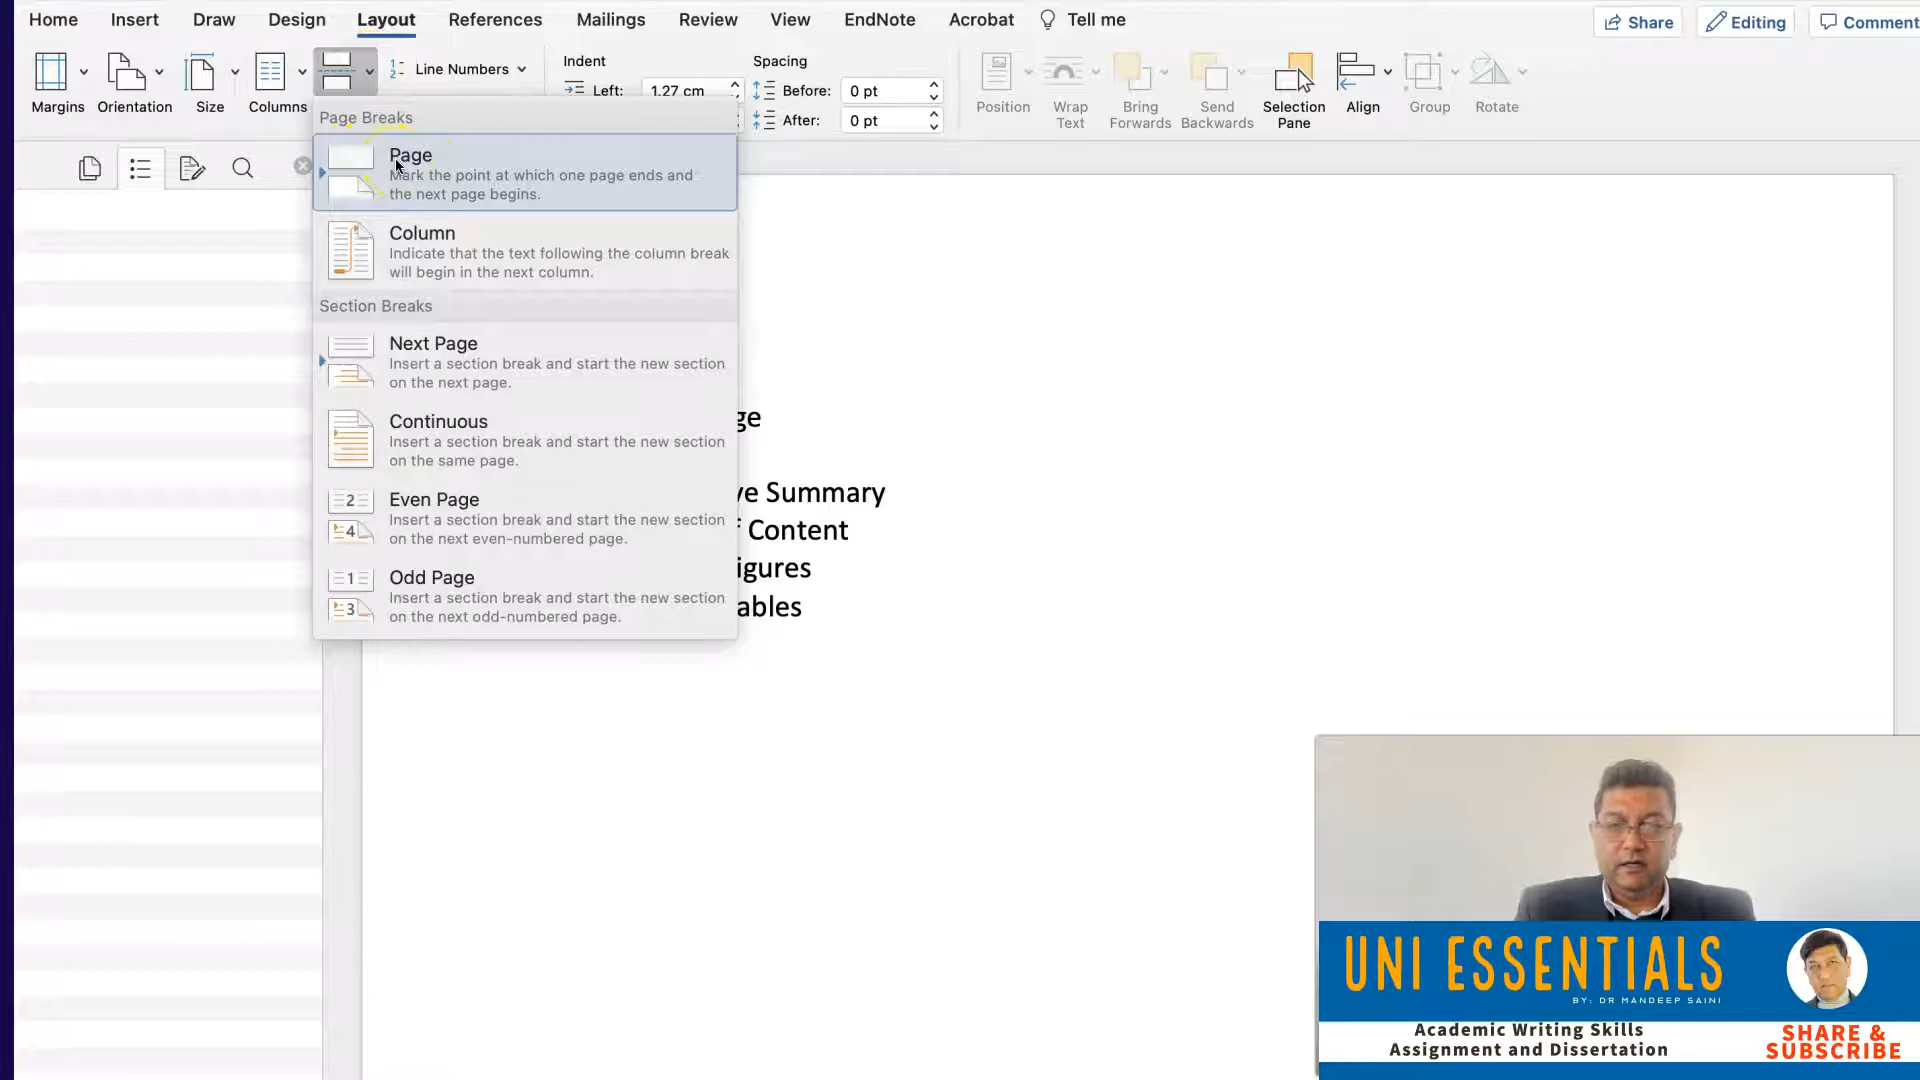 Home Insert Draw Design Layout References Mailings Review View EndNote Acrobat Tell me Share Editing Comment
Margins Orientation Size Columns Line Numbers
Indent Spacing
Left: 1.27 cm Before: 0 pt
After: 0 pt
Position Wrap Text Bring Forwards Send Backwards Selection Pane Align Group Rotate
Page Breaks
Page
Mark the point at which one page ends and
the next page begins.
Column
Indicate that the text following the column break
will begin in the next column.
Section Breaks
Next Page
Insert a section break and start the new section
on the next page.
Continuous
Insert a section break and start the new section
on the same page.
Even Page
Insert a section break and start the new section
on the next even-numbered page.
Odd Page
Insert a section break and start the new section
on the next odd-numbered page.
2
4
1
3
ge
ve Summary
Content
igures
ables
UNI ESSENTIALS
BY: DR MANDEEP SAINI
Academic Writing Skills
Assignment and Dissertation
SHARE &
SUBSCRIBE